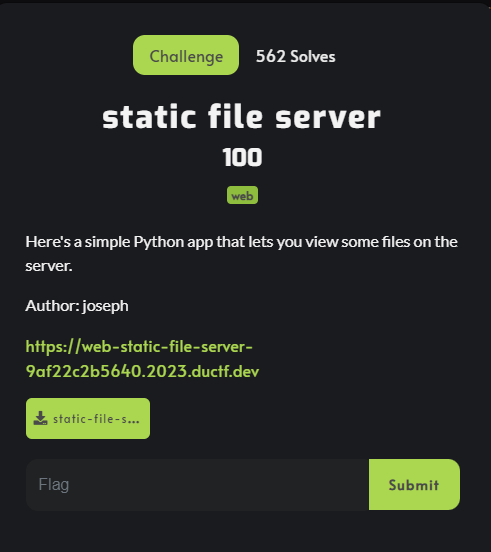 Challenge
562 Solves
static file server
100
web
Here's a simple Python app that lets you view some files on the
server.
Author: joseph
https://web-static-file-server-
9af22c2b5640.2023.ductf.dev
static-file-s...
Flag
Submit